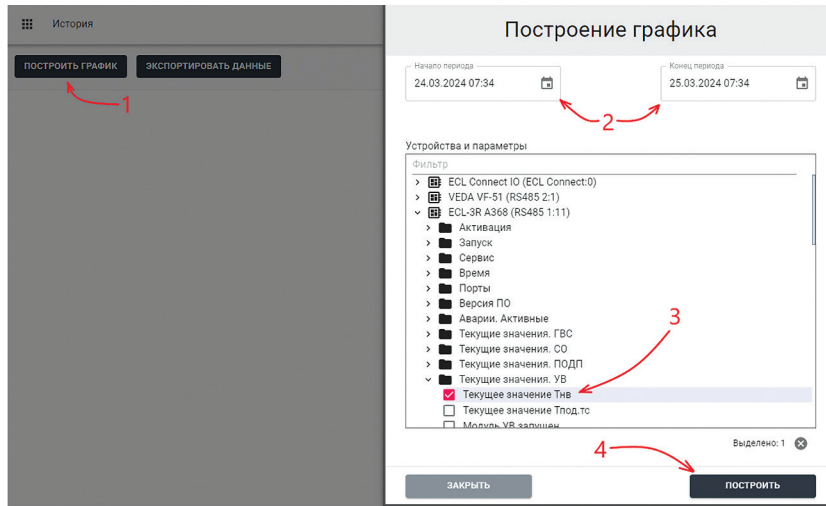 История
ПОСТРОИТЬ ГРАФИК
ЭКСПОРТИРОВАТЬ ДАННЫЕ
1
Построение графика
Начало периода
24.03.2024 07:34
Конец периода
25.03.2024 07:34
2
Устройства и параметры
Фильтр
ECL Connect IO (ECL Connect:0)
VEDA VF-51 (RS485 2:1)
ECL-3R A368 (RS485 1:11)
Активация
Запуск
Сервис
Время
Порты
Версия ПО
Аварии. Активные
Текущие значения. ГВС
Текущие значения. СО
Текущие значения. ПОДП
Текущие значения. УВ
3
Текущее значение Тнв
Текущее значение Тпод.тс
Модуль УВ запущен
Выделено: 1
4
ЗАКРЫТЬ
ПОСТРОИТЬ